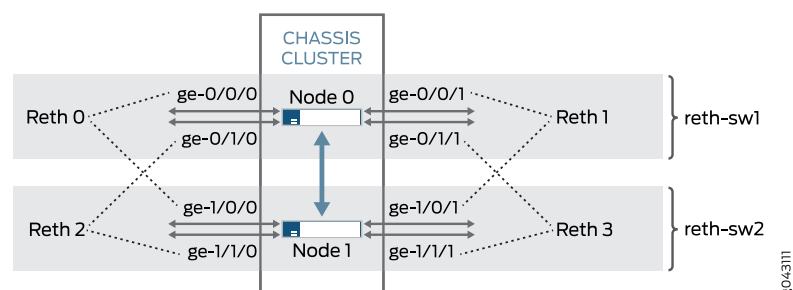 CHASSIS
CLUSTER
ge-0/0/0
Node 0
ge-0/0/1
Reth 0
Reth 1
reth-sw1
ge-0/1/0
ge-0/1/1
ge-1/0/0
ge-1/0/1
Reth 2
Reth 3
reth-sw2
ge-1/1/0
Node 1
ge-1/1/1